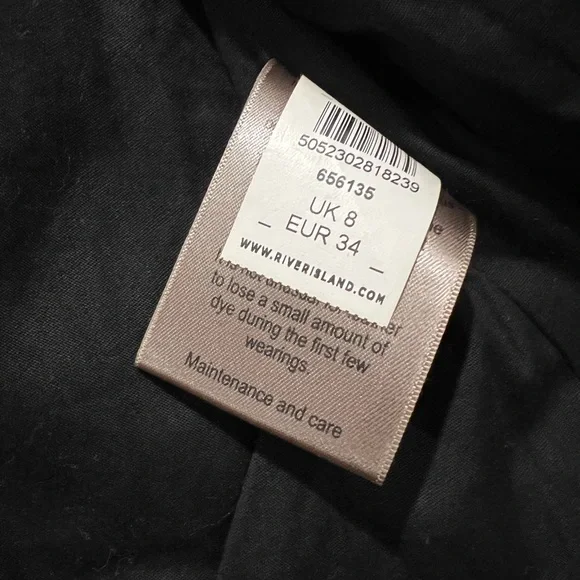 5052302818239
656135
UK 8
- EUR 34 -
WWW.RIVERISLAND.COM
to lose a small amount of
dye during the first few
wearings.
Maintenance and care